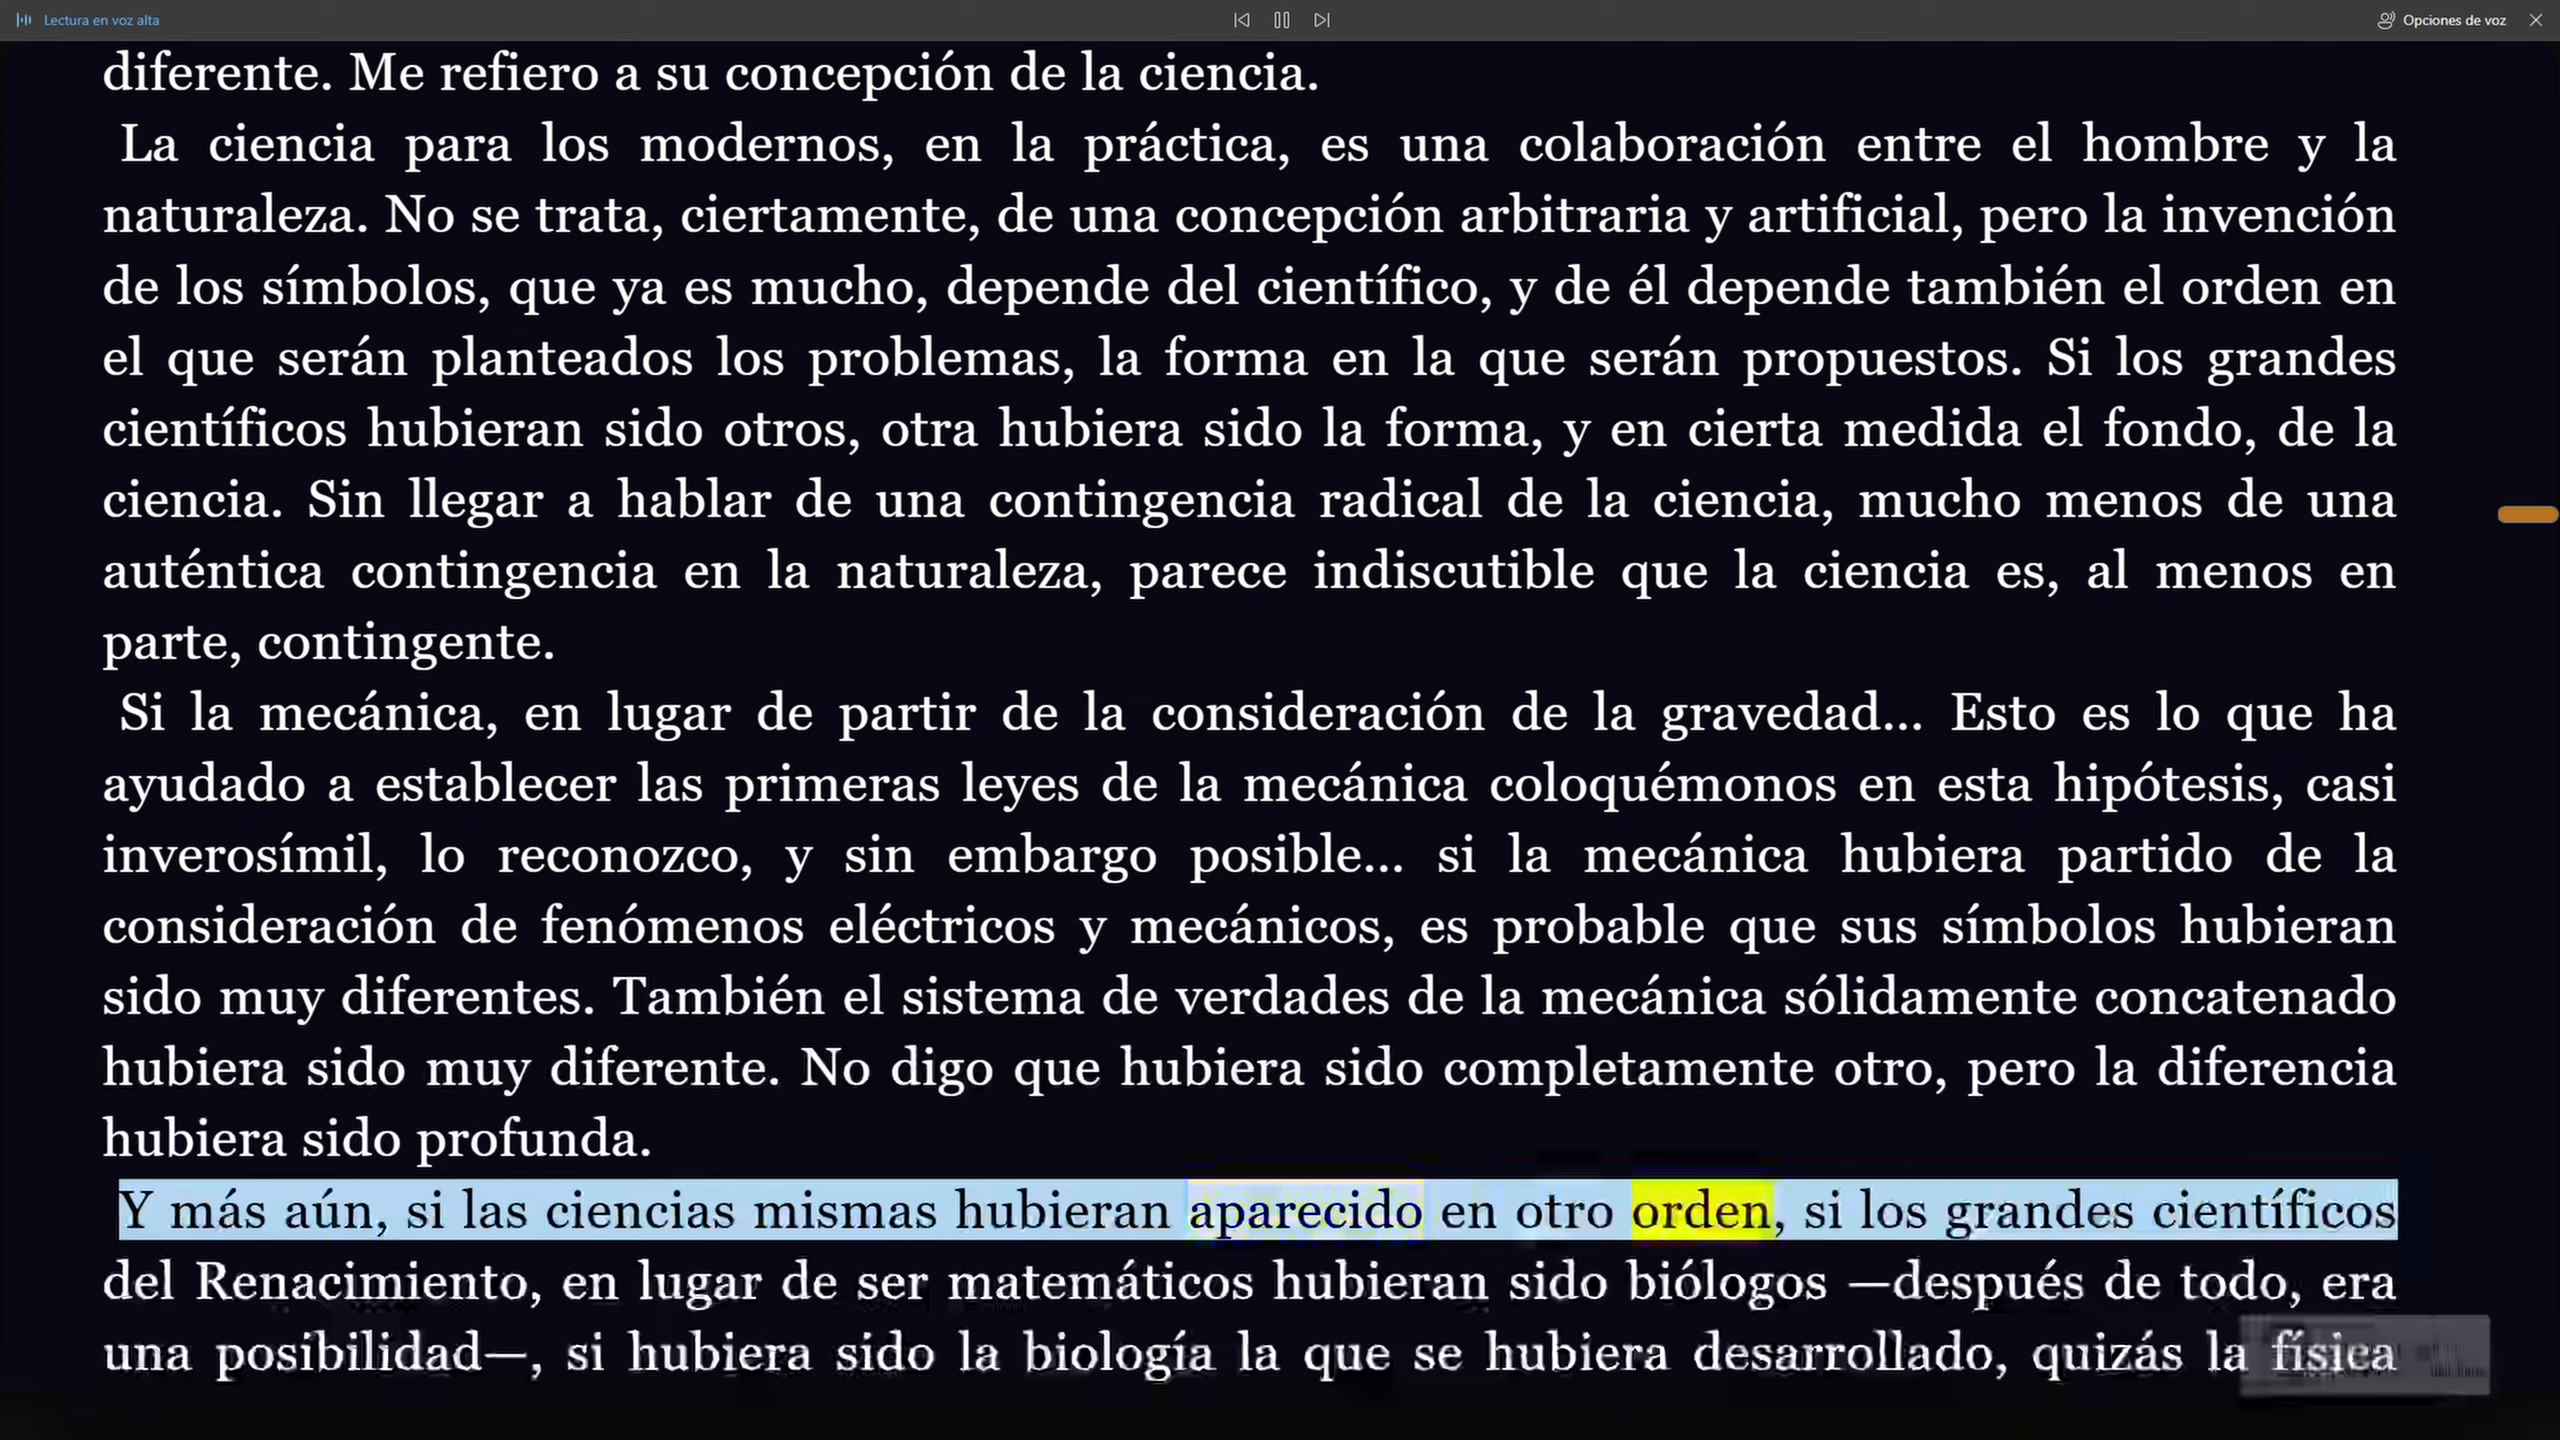 Lectura en voz alta
Opciones de voz
diferente. Me refiero a su concepción de la ciencia.
La ciencia para los modernos, en la práctica, es una colaboración entre el hombre y la
naturaleza. No se trata, ciertamente, de una concepción arbitraria y artificial, pero la invención
de los símbolos, que ya es mucho, depende del científico, y de él depende también el orden en
el que serán planteados los problemas, la forma en la que serán propuestos. Si los grandes
científicos hubieran sido otros, otra hubiera sido la forma, y en cierta medida el fondo, de la
ciencia. Sin llegar a hablar de una contingencia radical de la ciencia, mucho menos de una
auténtica contingencia en la naturaleza, parece indiscutible que la ciencia es, al menos en
parte, contingente.
Si la mecánica, en lugar de partir de la consideración de la gravedad... Esto es lo que ha
ayudado a establecer las primeras leyes de la mecánica coloquémonos en esta hipótesis, casi
inverosímil, lo reconozco, y sin embargo posible... si la mecánica hubiera partido de la
consideración de fenómenos eléctricos y mecánicos, es probable que sus símbolos hubieran
sido muy diferentes. También el sistema de verdades de la mecánica sólidamente concatenado
hubiera sido muy diferente. No digo que hubiera sido completamente otro, pero la diferencia
hubiera sido profunda.
Y más aún, si las ciencias mismas hubieran aparecido en otro orden, si los grandes científicos
del Renacimiento, en lugar de ser matemáticos hubieran sido biólogos —después de todo, era
una posibilidad—, si hubiera sido la biología la que se hubiera desarrollado, quizás la física